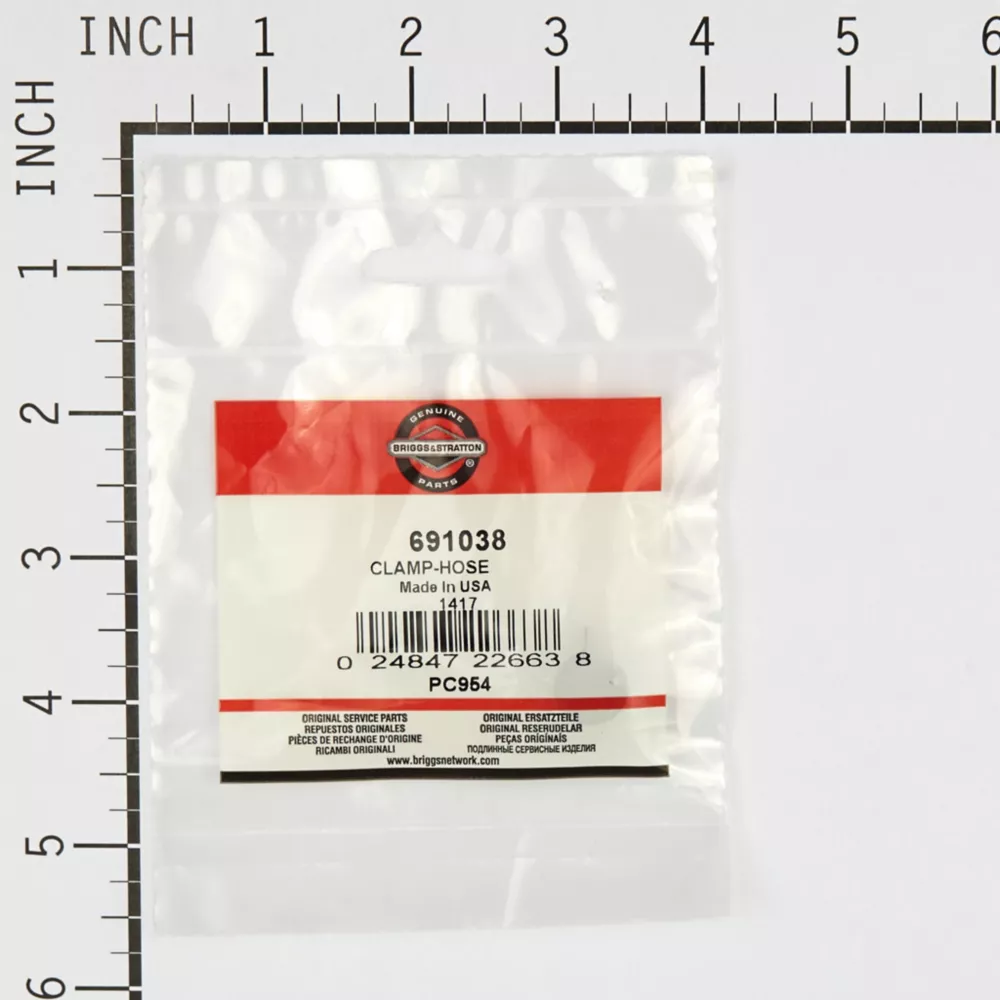 INCH 1 2 3 4 5 6
INCH
1
2
3
4
5
6
GENUINE
BRIGGS&STRATTON
®
PARTS
691038
CLAMP-HOSE
Made In USA
1417
0 24847 22663 8
PC954
ORIGINAL SERVICE PARTS
REPUESTOS ORIGINALES
PIÈCES DE RECHANGE D'ORIGINE
RICAMBI ORIGINALI
ORIGINAL ERSATZTEILE
ORIGINAL RESERUDELAR
PEÇAS ORIGÍNAIS
ПОДЛИННЫЕ СЕРВИСНЫЕ ИЗДЕЛИЯ
www.briggsnetwork.com